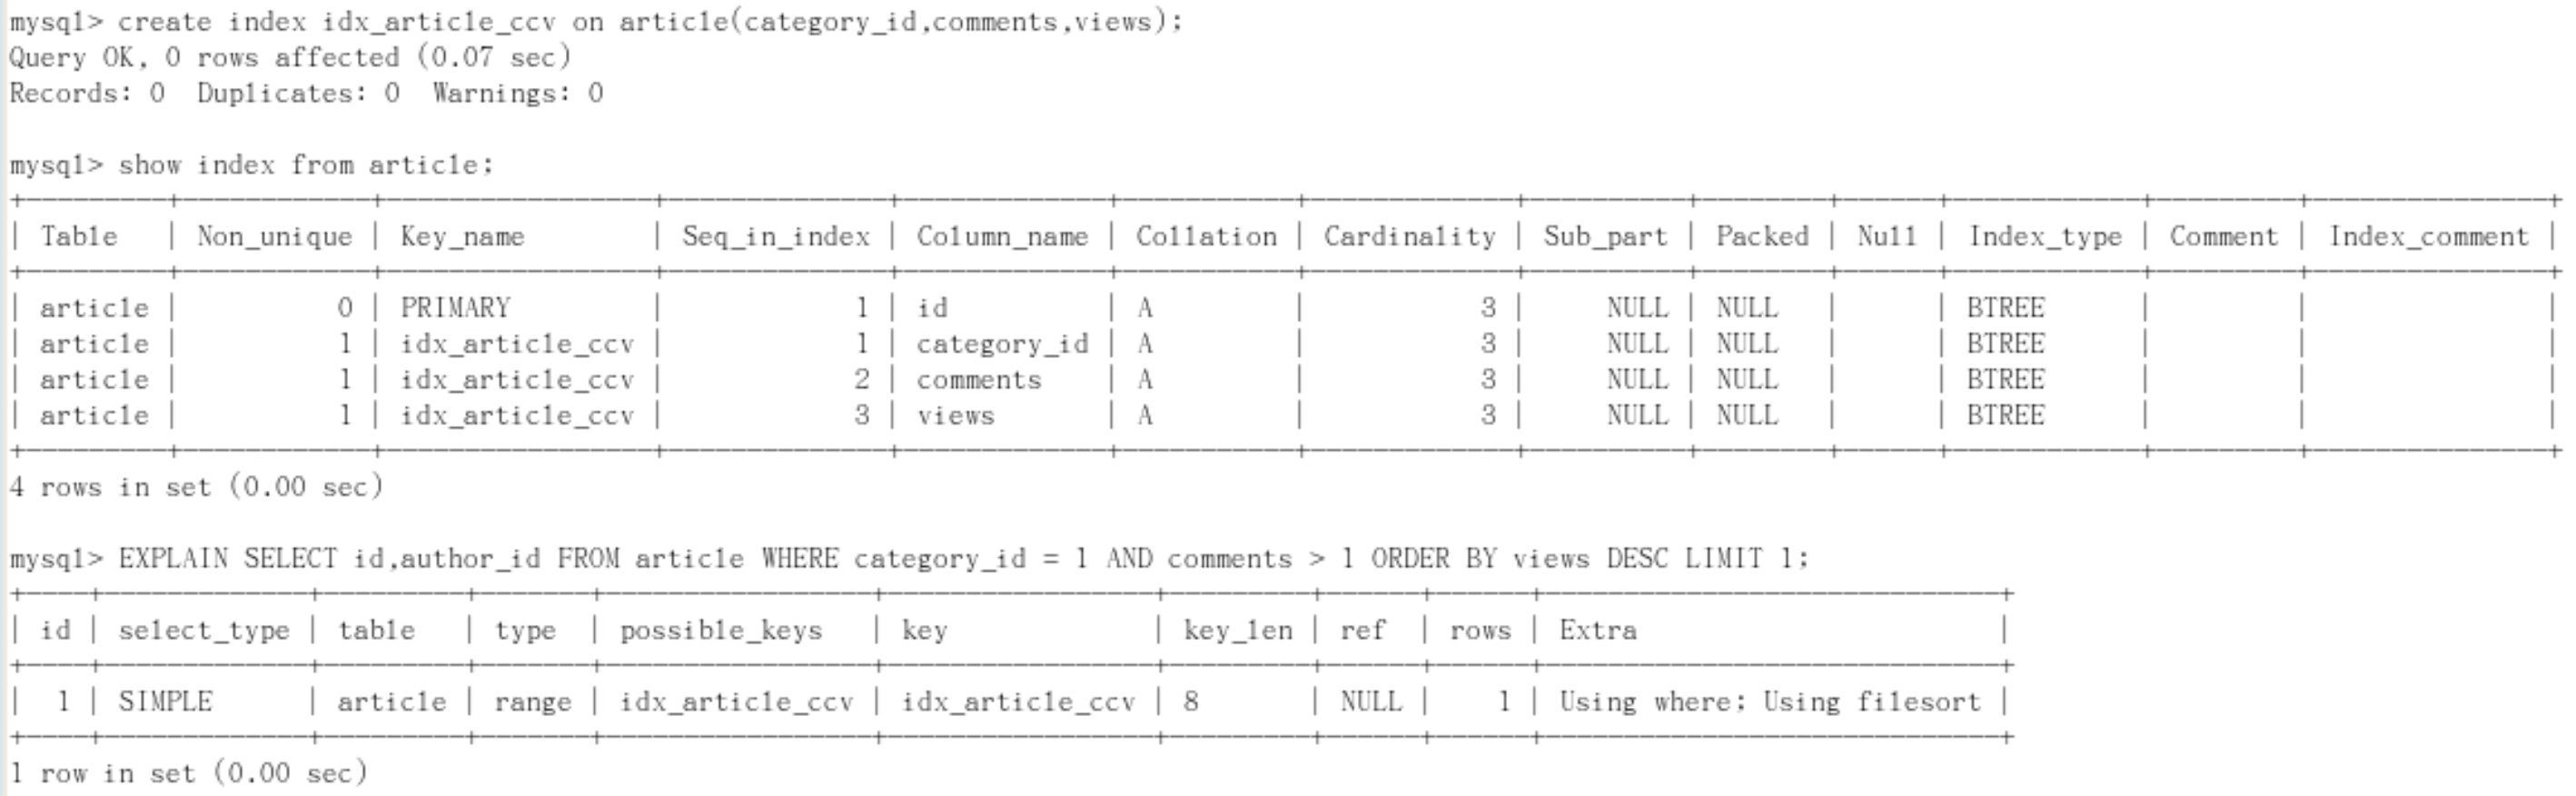 mysql> create index idx_article_ccv on article(category_id,comments,views);
Query OK, 0 rows affected (0.07 sec)
Records: 0  Duplicates: 0  Warnings: 0
mysql> show index from article;
+---------+------------+-----------------+--------------+-------------+-----------+-------------+----------+--------+------+------------+---------+---------------+
| Table   | Non_unique | Key_name        | Seq_in_index | Column_name | Collation | Cardinality | Sub_part | Packed | Null | Index_type | Comment | Index_comment |
+---------+------------+-----------------+--------------+-------------+-----------+-------------+----------+--------+------+------------+---------+---------------+
| article |          0 | PRIMARY         |            1 | id          | A         |           3 |     NULL | NULL   |      | BTREE      |         |               |
| article |          1 | idx_article_ccv |            1 | category_id | A         |           3 |     NULL | NULL   |      | BTREE      |         |               |
| article |          1 | idx_article_ccv |            2 | comments    | A         |           3 |     NULL | NULL   |      | BTREE      |         |               |
| article |          1 | idx_article_ccv |            3 | views       | A         |           3 |     NULL | NULL   |      | BTREE      |         |               |
+---------+------------+-----------------+--------------+-------------+-----------+-------------+----------+--------+------+------------+---------+---------------+
4 rows in set (0.00 sec)
mysql> EXPLAIN SELECT id,author_id FROM article WHERE category_id = 1 AND comments > 1 ORDER BY views DESC LIMIT 1;
+----+-------------+---------+-------+-----------------+-----------------+---------+------+------+-----------------------------+
| id | select_type | table   | type  | possible_keys   | key             | key_len | ref  | rows | Extra                       |
+----+-------------+---------+-------+-----------------+-----------------+---------+------+------+-----------------------------+
|  1 | SIMPLE      | article | range | idx_article_ccv | idx_article_ccv | 8       | NULL |    1 | Using where; Using filesort |
+----+-------------+---------+-------+-----------------+-----------------+---------+------+------+-----------------------------+
1 row in set (0.00 sec)